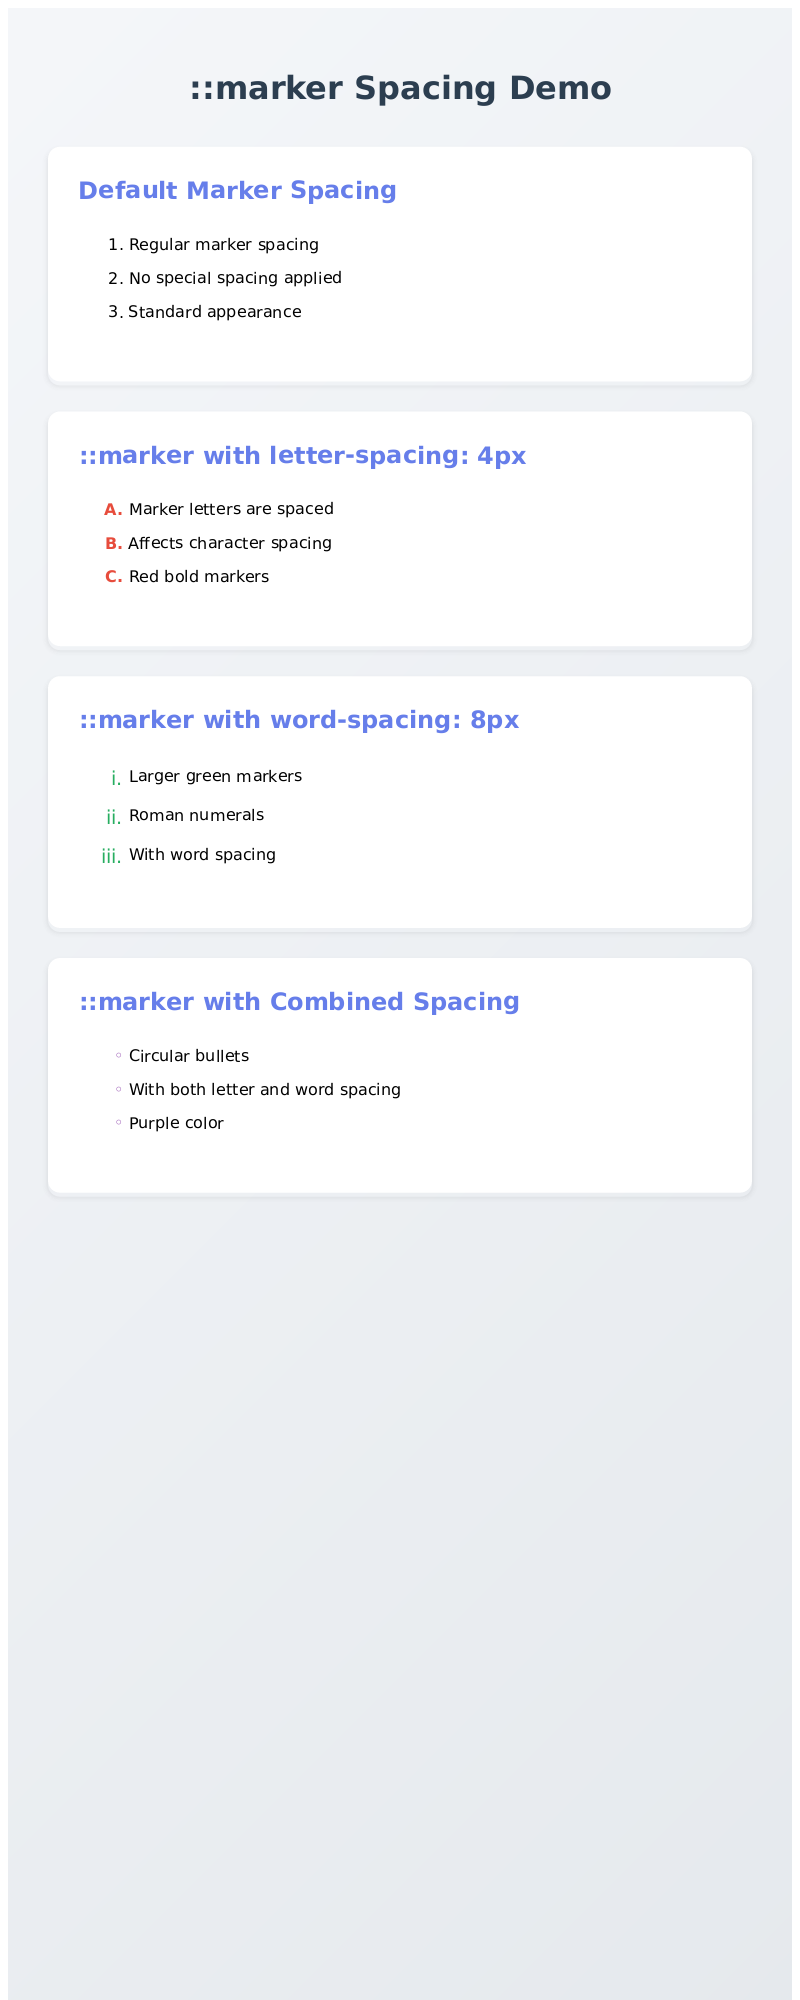 ::marker Spacing Demo
Default Marker Spacing
1. Regular marker spacing
2. No special spacing applied
3. Standard appearance
::marker with letter-spacing: 4px
A. Marker letters are spaced
B. Affects character spacing
C. Red bold markers
::marker with word-spacing: 8px
i. Larger green markers
ii. Roman numerals
iii. With word spacing
::marker with Combined Spacing
◦ Circular bullets
◦ With both letter and word spacing
◦ Purple color